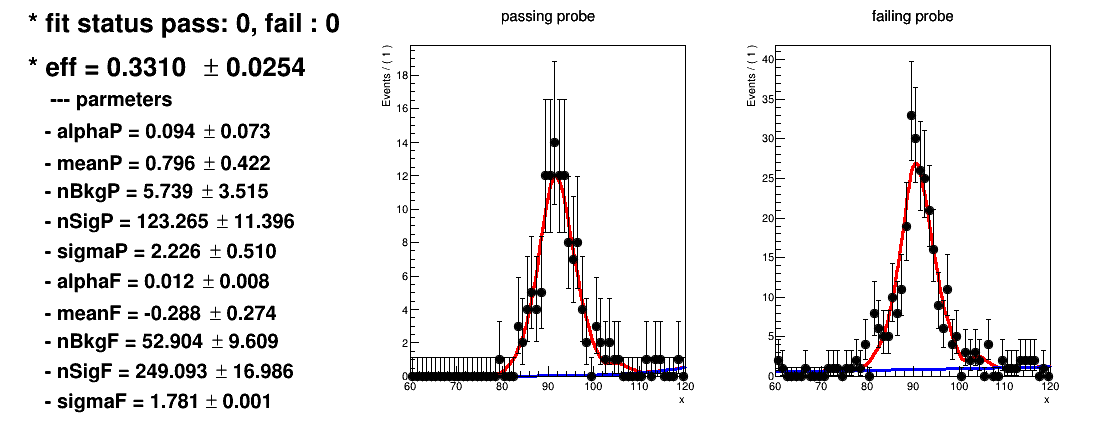 * fit status pass: 0, fail : 0
* eff = 0.3310 ± 0.0254
--- parmeters
- alphaP = 0.094 ± 0.073
- meanP = 0.796 ± 0.422
- nBkgP = 5.739 ± 3.515
- nSigP = 123.265 ± 11.396
- sigmaP = 2.226 ± 0.510
- alphaF = 0.012 ± 0.008
- meanF = -0.288 ± 0.274
- nBkgF = 52.904 ± 9.609
- nSigF = 249.093 ± 16.986
- sigmaF = 1.781 ± 0.001
passing probe
Events / ( 1 )
18
16
14
12
10
8
6
4
2
0
60 70 80 90 100 110 120
x
failing probe
Events / ( 1 )
40
35
30
25
20
15
10
5
0
60 70 80 90 100 110 120
x